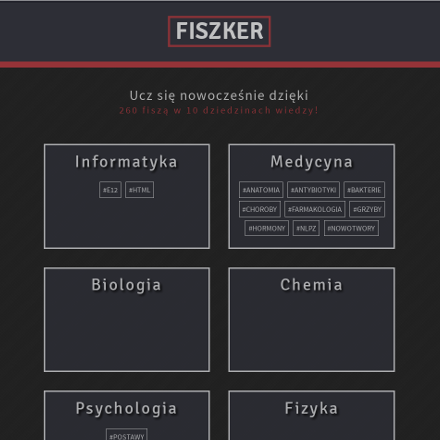 FISZKER
Ucz się nowocześnie dzięki
260 fiszą w 10 dziedzinach wiedzy!
Informatyka
#E12 #HTML
Medycyna
#ANATOMIA #ANTYBIOTYKI #BAKTERIE
#CHOROBY #FARMAKOLOGIA #GRZYBY
#HORMONY #NLPZ #NOWOTWORY
Biologia
Chemia
Psychologia
#POSTAWY
Fizyka